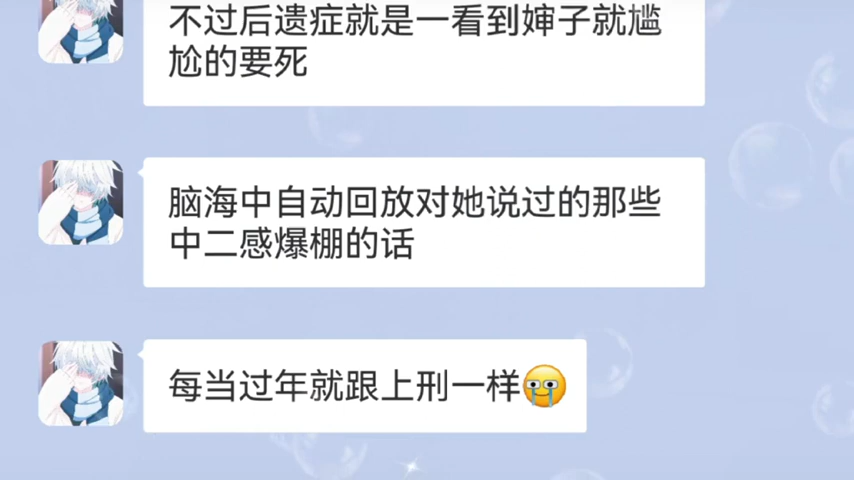 不过后遗症就是一看到婶子就尴
尬的要死
脑海中自动回放对她说过的那些
中二感爆棚的话
每当过年就跟上刑一样😭